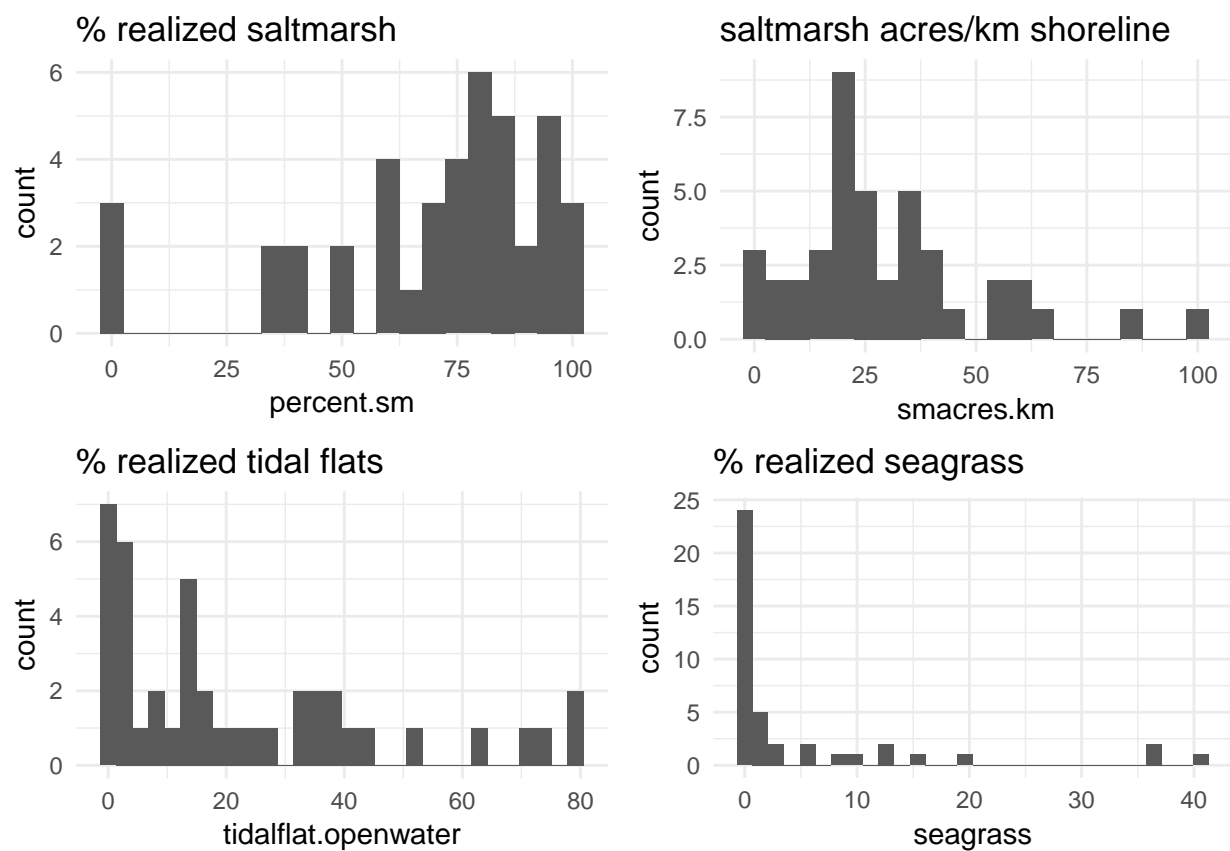 % realized saltmarsh
6
4
2
0
count
0 25 50 75 100
percent.sm
saltmarsh acres/km shoreline
7.5
5.0
2.5
0.0
count
0 25 50 75 100
smacres.km
% realized tidal flats
6
4
2
0
count
0 20 40 60 80
tidalflat.openwater
% realized seagrass
25
20
15
10
5
0
count
0 10 20 30 40
seagrass